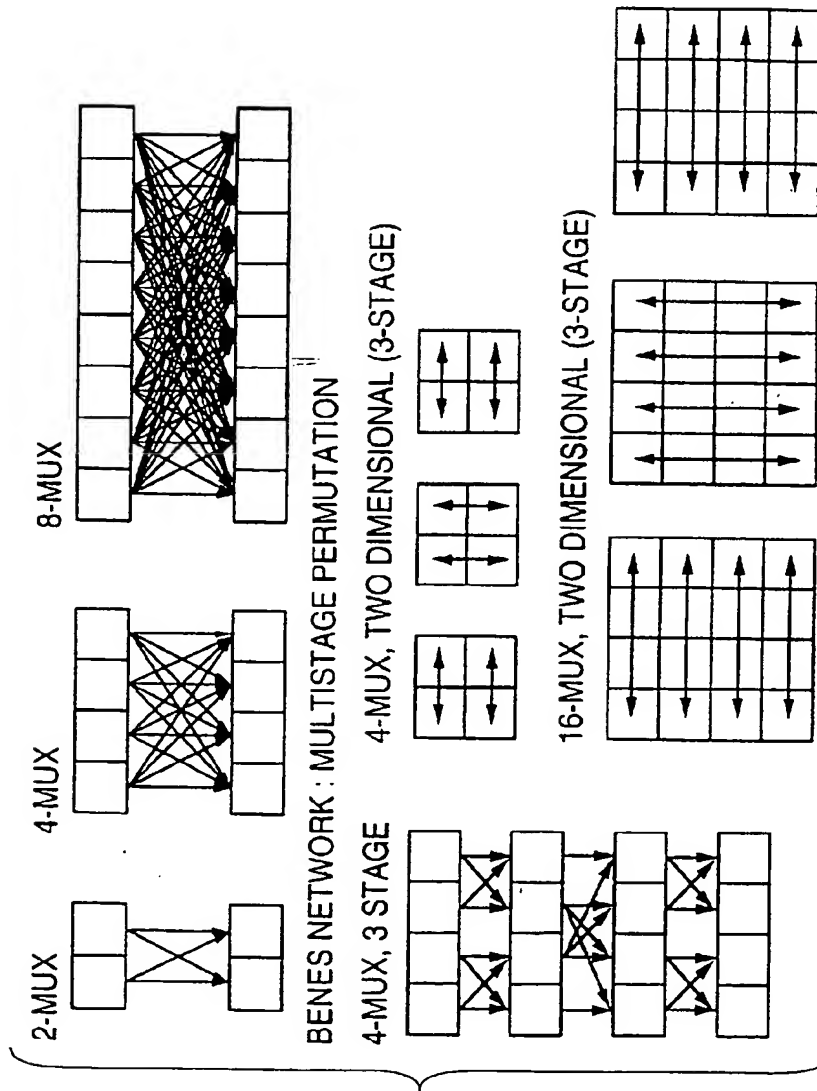 2-MUX
4-MUX
8-MUX
BENES NETWORK : MULTISTAGE PERMUTATION
4-MUX, 3 STAGE
4-MUX, TWO DIMENSIONAL (3-STAGE)
16-MUX, TWO DIMENSIONAL (3-STAGE)